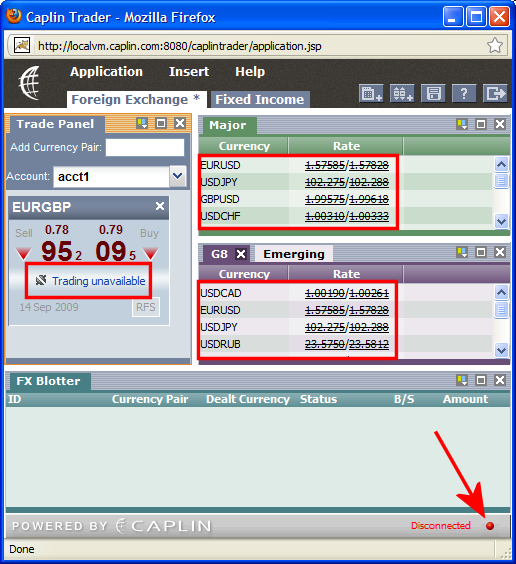 Caplin Trader - Mozilla Firefox
http://localvm.caplin.com:8080/caplintrader/application.jsp
Application Insert Help
Foreign Exchange * Fixed Income
Trade Panel
Add Currency Pair:
Account: acct1
EURGBP
Sell 0.78 0.79 Buy
95 2 09 5
Trading unavailable
14 Sep 2009 RFS
Major
Currency Rate
EURUSD 1.57585/1.57828
USDJPY 102.275/102.288
GBPUSD 1.99575/1.99618
USDCHF 1.00310/1.00333
G8 Emerging
Currency Rate
USDCAD 1.00190/1.00261
EURUSD 1.57585/1.57828
USDJPY 102.275/102.288
USDRUB 23.5750/23.5812
FX Blotter
ID Currency Pair Dealt Currency Status B/S Amount
POWERED BY CAPLIN Disconnected
Done